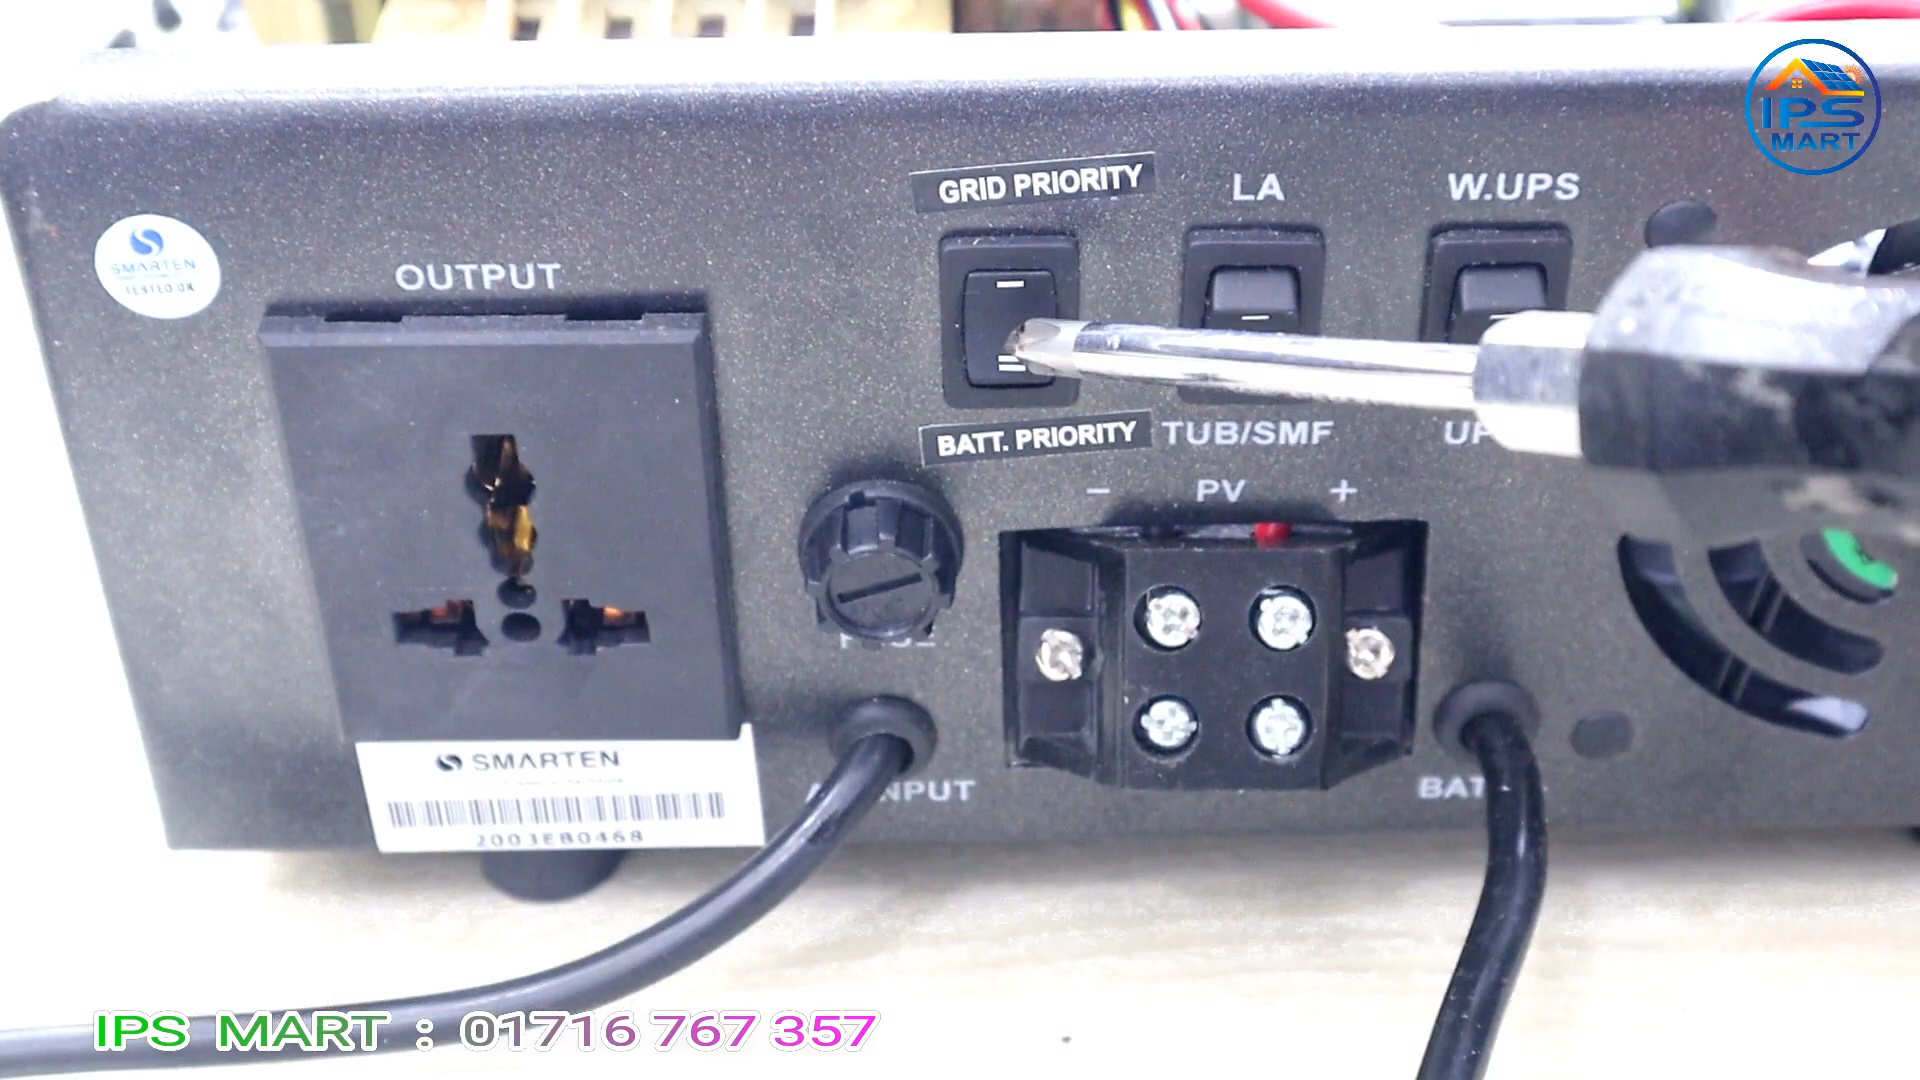 IPS
MART
GRID PRIORITY
LA
W.UPS
SMARTEN
TESTED OK
OUTPUT
BATT. PRIORITY
TUB/SMF
- PV +
SMARTEN
2003EB0468
IPS MART : 01716 767 357